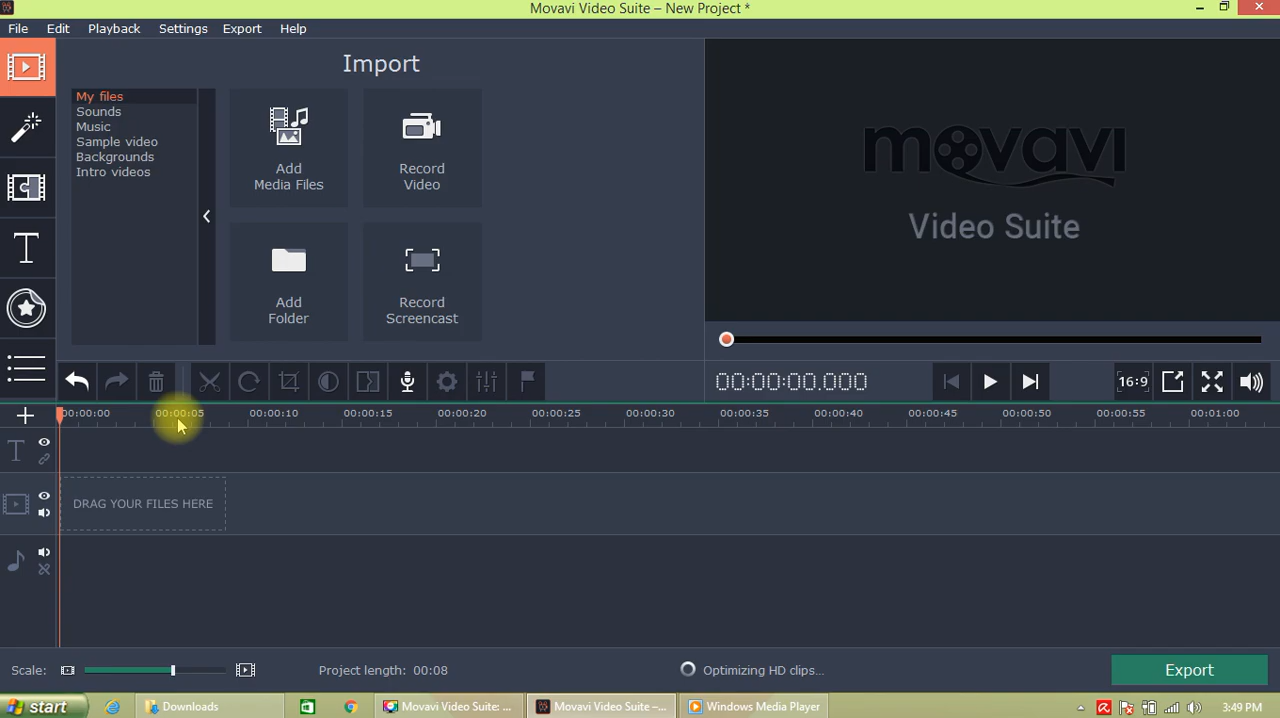 Movavi Video Suite – New Project *
File Edit Playback Settings Export Help
Import
My files
Sounds
Music
Sample video
Backgrounds
Intro videos
Add
Media Files
Record
Video
Add
Folder
Record
Screencast
movavi
Video Suite
00:00:00.000
16:9
00:00:00 00:00:05 00:00:10 00:00:15 00:00:20 00:00:25 00:00:30 00:00:35 00:00:40 00:00:45 00:00:50 00:00:55 00:01:00
T
DRAG YOUR FILES HERE
Scale:
Project length: 00:08
Optimizing HD clips...
Export
start
Downloads
Movavi Video Suite: ...
Movavi Video Suite –...
Windows Media Player
3:49 PM